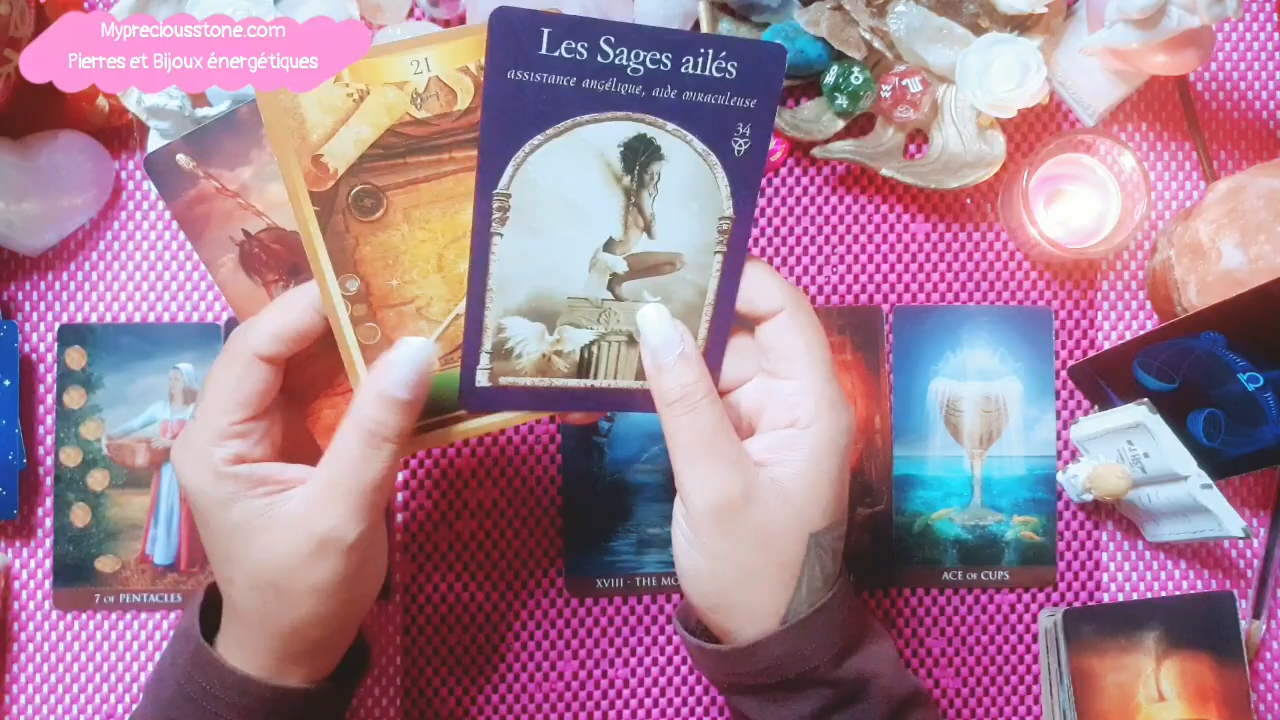 Mypreciousstone.com
Pierres et Bijoux énergétiques
21
Les Sages ailés
assistance angélique, aide miraculeuse
34
7 OF PENTACLES
XVIII - THE MO
ACE OF CUPS